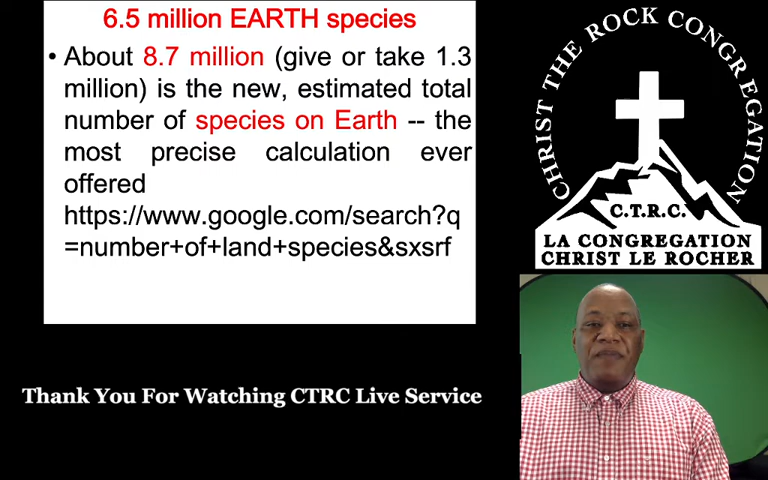 6.5 million EARTH species
• About 8.7 million (give or take 1.3
million) is the new, estimated total
number of species on Earth -- the
most precise calculation ever
offered
https://www.google.com/search?q
=number+of+land+species&sxsrf
CHRIST THE ROCK CONGREGATION
C.T.R.C.
LA CONGREGATION
CHRIST LE ROCHER
Thank You For Watching CTRC Live Service